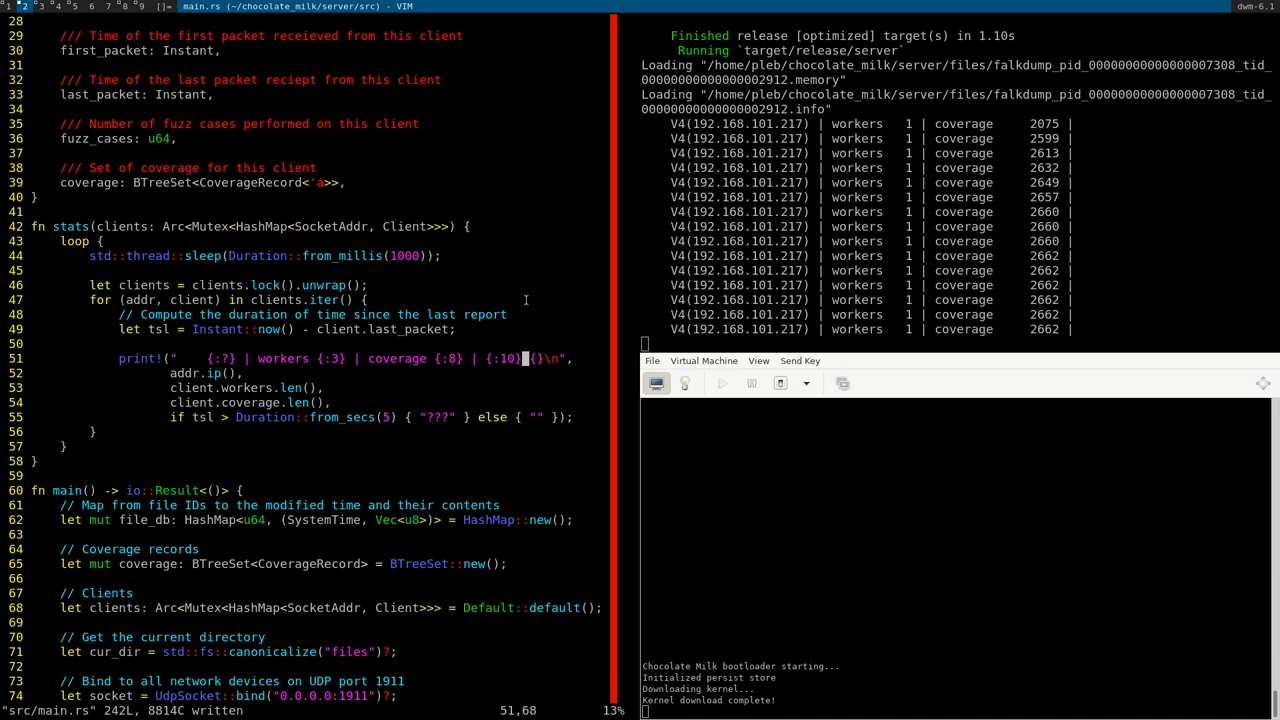 1 2 3 4 5 6 7 8 9 []= main.rs (~/chocolate_milk/server/src) - VIM dwm-6.1
28
29 /// Time of the first packet receieved from this client
30 first_packet: Instant,
31
32 /// Time of the last packet reciept from this client
33 last_packet: Instant,
34
35 /// Number of fuzz cases performed on this client
36 fuzz_cases: u64,
37
38 /// Set of coverage for this client
39 coverage: BTreeSet<CoverageRecord<'a>>,
40 }
41
42 fn stats(clients: Arc<Mutex<HashMap<SocketAddr, Client>>>) {
43 loop {
44 std::thread::sleep(Duration::from_millis(1000));
45
46 let clients = clients.lock().unwrap();
47 for (addr, client) in clients.iter() {
48 // Compute the duration of time since the last report
49 let tsl = Instant::now() - client.last_packet;
50
51 print!("    {:?} | workers {:3} | coverage {:8} | {:10} {}\n",
52 addr.ip(),
53 client.workers.len(),
54 client.coverage.len(),
55 if tsl > Duration::from_secs(5) { "???" } else { "" });
56 }
57 }
58 }
59
60 fn main() -> io::Result<()> {
61 // Map from file IDs to the modified time and their contents
62 let mut file_db: HashMap<u64, (SystemTime, Vec<u8>)> = HashMap::new();
63
64 // Coverage records
65 let mut coverage: BTreeSet<CoverageRecord> = BTreeSet::new();
66
67 // Clients
68 let clients: Arc<Mutex<HashMap<SocketAddr, Client>>> = Default::default();
69
70 // Get the current directory
71 let cur_dir = std::fs::canonicalize("files")?;
72
73 // Bind to all network devices on UDP port 1911
74 let socket = UdpSocket::bind("0.0.0.0:1911")?;
"src/main.rs" 242L, 8814C written 51,68 13%
Finished release [optimized] target(s) in 1.10s
Running `target/release/server`
Loading "/home/pleb/chocolate_milk/server/files/falkdump_pid_00000000000000007308_tid_
00000000000000002912.memory"
Loading "/home/pleb/chocolate_milk/server/files/falkdump_pid_00000000000000007308_tid_
00000000000000002912.info"
V4(192.168.101.217) | workers 1 | coverage 2075 |
V4(192.168.101.217) | workers 1 | coverage 2599 |
V4(192.168.101.217) | workers 1 | coverage 2613 |
V4(192.168.101.217) | workers 1 | coverage 2632 |
V4(192.168.101.217) | workers 1 | coverage 2649 |
V4(192.168.101.217) | workers 1 | coverage 2657 |
V4(192.168.101.217) | workers 1 | coverage 2660 |
V4(192.168.101.217) | workers 1 | coverage 2660 |
V4(192.168.101.217) | workers 1 | coverage 2660 |
V4(192.168.101.217) | workers 1 | coverage 2662 |
V4(192.168.101.217) | workers 1 | coverage 2662 |
V4(192.168.101.217) | workers 1 | coverage 2662 |
V4(192.168.101.217) | workers 1 | coverage 2662 |
V4(192.168.101.217) | workers 1 | coverage 2662 |
V4(192.168.101.217) | workers 1 | coverage 2662 |
File Virtual Machine View Send Key
Chocolate Milk bootloader starting...
Initialized persist store
Downloading kernel...
Kernel download complete!